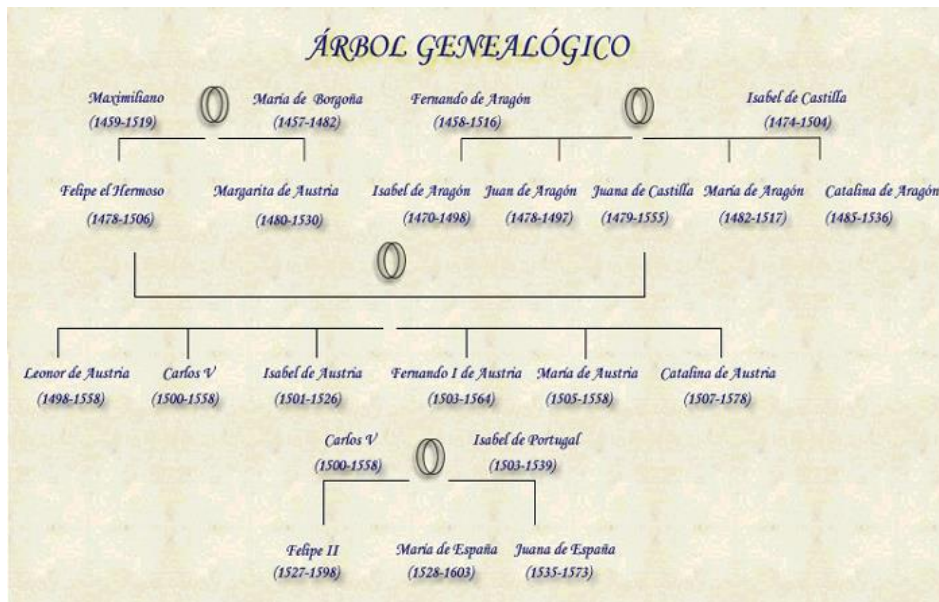 ÁRBOL GENEALÓGICO
Maximiliano María de Borgoña Fernando de Aragón Isabel de Castilla
(1459-1519) (1457-1482) (1458-1516) (1474-1504)
Felipe el Hermoso Margarita de Austria Isabel de Aragón Juan de Aragón Juana de Castilla María de Aragón Catalina de Aragón
(1478-1506) (1480-1530) (1470-1498) (1478-1497) (1479-1555) (1482-1517) (1485-1536)
Leonor de Austria Carlos V Isabel de Austria Fernando I de Austria María de Austria Catalina de Austria
(1498-1558) (1500-1558) (1501-1526) (1503-1564) (1505-1558) (1507-1578)
Carlos V Isabel de Portugal
(1500-1558) (1503-1539)
Felipe II María de España Juana de España
(1527-1598) (1528-1603) (1535-1573)